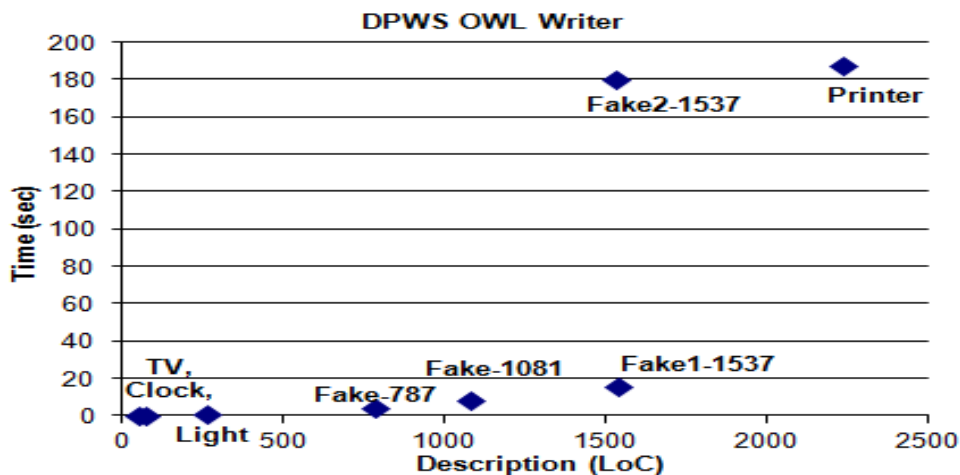 DPWS OWL Writer
200
180
160
140
120
100
80
60
40
20
0
Time (sec)
Fake2-1537
Printer
TV,
Clock,
Light
Fake-787
Fake-1081
Fake1-1537
0 500 1000 1500 2000 2500
Description (LoC)